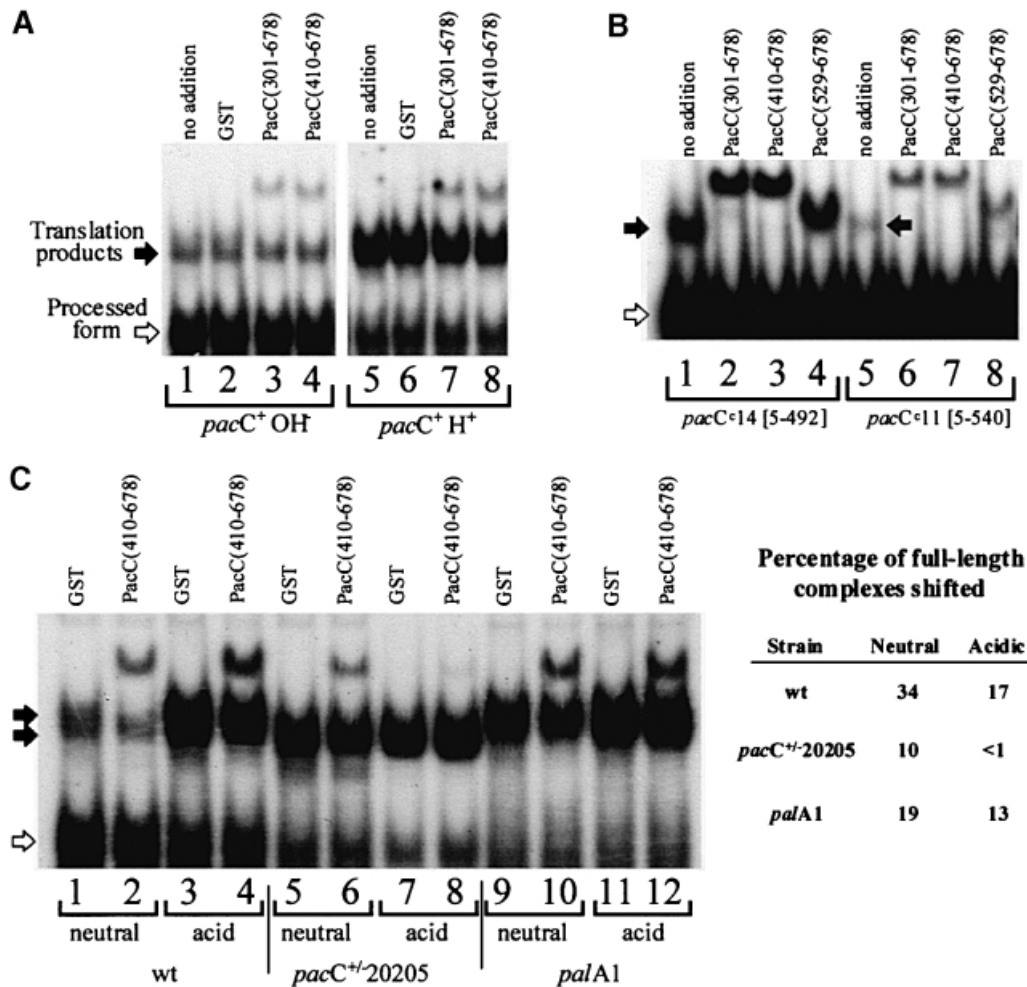 A
no addition
GST
PacC(301-678)
PacC(410-678)
no addition
GST
PacC(301-678)
PacC(410-678)
Translation
products
Processed
form
1 2 3 4 5 6 7 8
pacC+ OH- pacC+ H+
B
no addition
PacC(301-678)
PacC(410-678)
PacC(529-678)
no addition
PacC(301-678)
PacC(410-678)
PacC(529-678)
1 2 3 4 5 6 7 8
pacCc14 [5-492] pacCc11 [5-540]
C
GST
PacC(410-678)
GST
PacC(410-678)
GST
PacC(410-678)
GST
PacC(410-678)
GST
PacC(410-678)
GST
PacC(410-678)
1 2 3 4 5 6 7 8 9 10 11 12
neutral acid neutral acid neutral acid
wt pacC+/-20205 palA1
Percentage of full-length
complexes shifted
Strain Neutral Acidic
wt 34 17
pacC+/-20205 10 <1
palA1 19 13